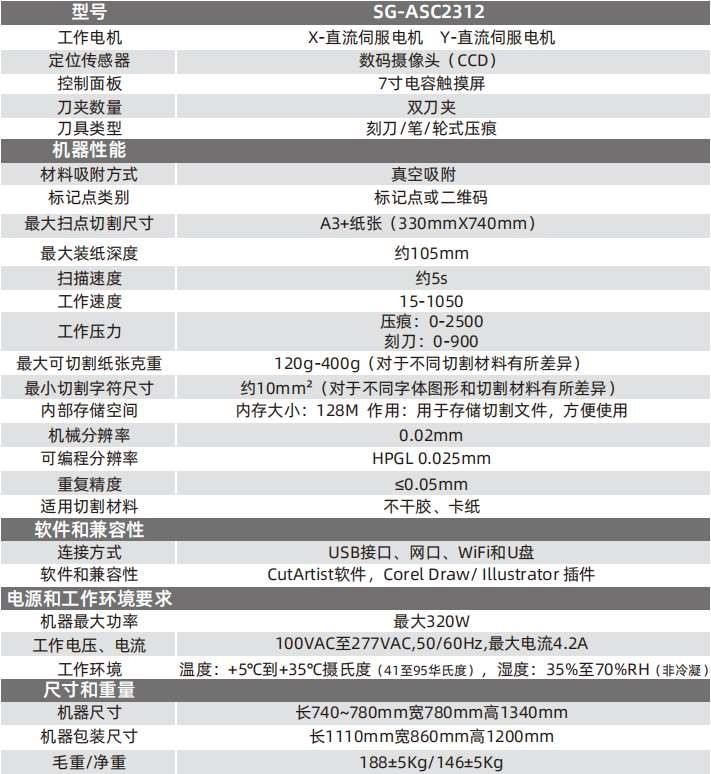 型号 SG-ASC2312
工作电机 X-直流伺服电机 Y-直流伺服电机
定位传感器 数码摄像头（CCD）
控制面板 7寸电容触摸屏
刀夹数量 双刀夹
刀具类型 刻刀/笔/轮式压痕
机器性能
材料吸附方式 真空吸附
标记点类别 标记点或二维码
最大扫点切割尺寸 A3+纸张（330mmX740mm）
最大装纸深度 约105mm
扫描速度 约5s
工作速度 15-1050
工作压力 压痕：0-2500
刻刀：0-900
最大可切割纸张克重 120g-400g（对于不同切割材料有所差异）
最小切割字符尺寸 约10mm²（对于不同字体图形和切割材料有所差异）
内部存储空间 内存大小：128M 作用：用于存储切割文件，方便使用
机械分辨率 0.02mm
可编程分辨率 HPGL 0.025mm
重复精度 ≤0.05mm
适用切割材料 不干胶、卡纸
软件和兼容性
连接方式 USB接口、网口、WiFi和U盘
软件和兼容性 CutArtist软件，Corel Draw/ Illustrator 插件
电源和工作环境要求
机器最大功率 最大320W
工作电压、电流 100VAC至277VAC,50/60Hz,最大电流4.2A
工作环境 温度：+5℃到+35℃摄氏度（41至95华氏度），湿度：35%至70%RH（非冷凝）
尺寸和重量
机器尺寸 长740~780mm宽780mm高1340mm
机器包装尺寸 长1110mm宽860mm高1200mm
毛重/净重 188±5Kg/146±5Kg